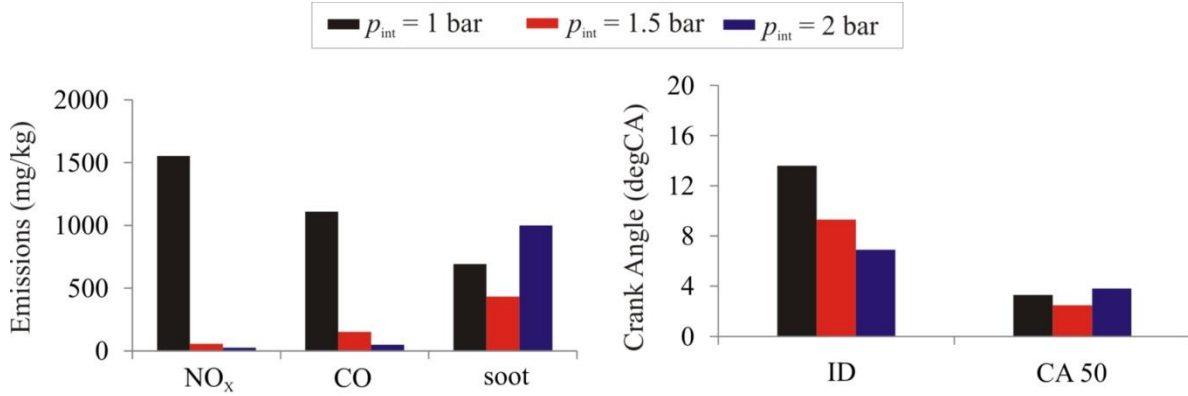 p_int = 1 bar p_int = 1.5 bar p_int = 2 bar
Emissions (mg/kg)
2000
1500
1000
500
0
NO_X CO soot
Crank Angle (degCA)
20
16
12
8
4
0
ID CA 50